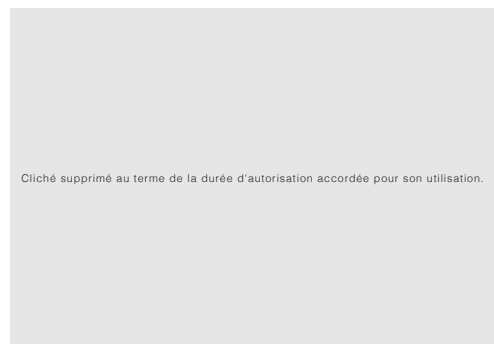 Cliché supprimé au terme de la durée d'autorisation accordée pour son utilisation.